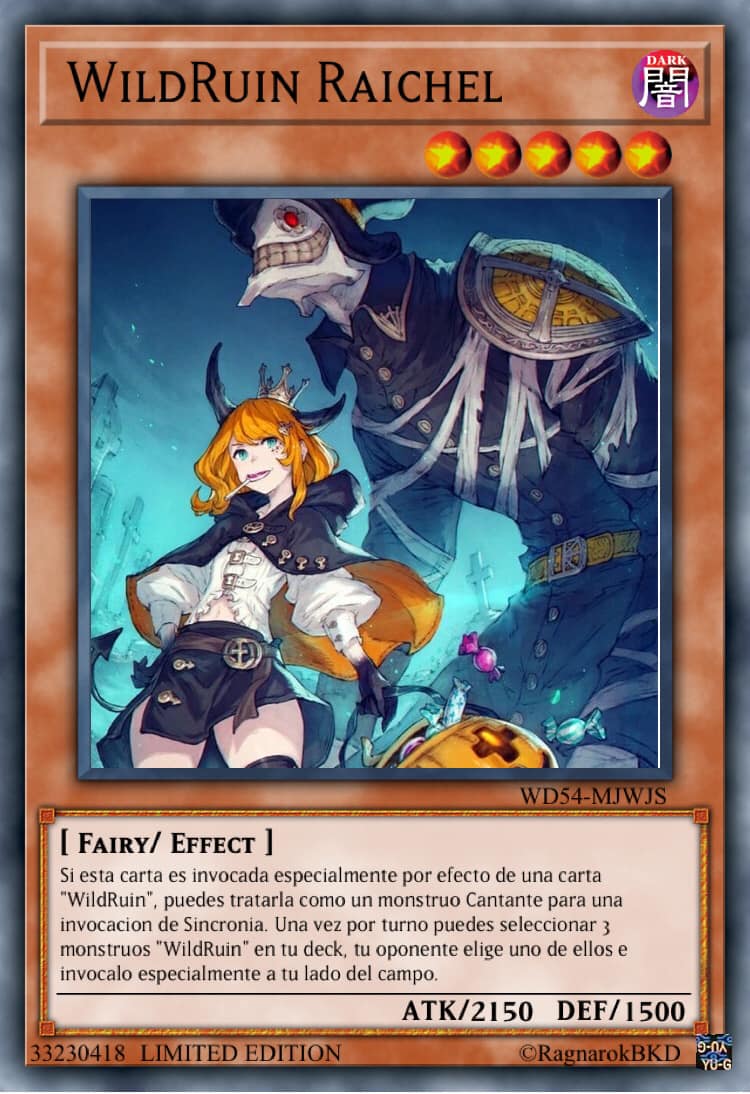 WildRuin Raichel
DARK
闇
WD54-MJWJS
[ Fairy/ Effect ]
Si esta carta es invocada especialmente por efecto de una carta
"WildRuin", puedes tratarla como un monstruo Cantante para una
invocacion de Sincronia. Una vez por turno puedes seleccionar 3
monstruos "WildRuin" en tu deck, tu oponente elige uno de ellos e
invocalo especialmente a tu lado del campo.
ATK/2150 DEF/1500
33230418 LIMITED EDITION ©RagnarokBKD
YU-G
YU-G